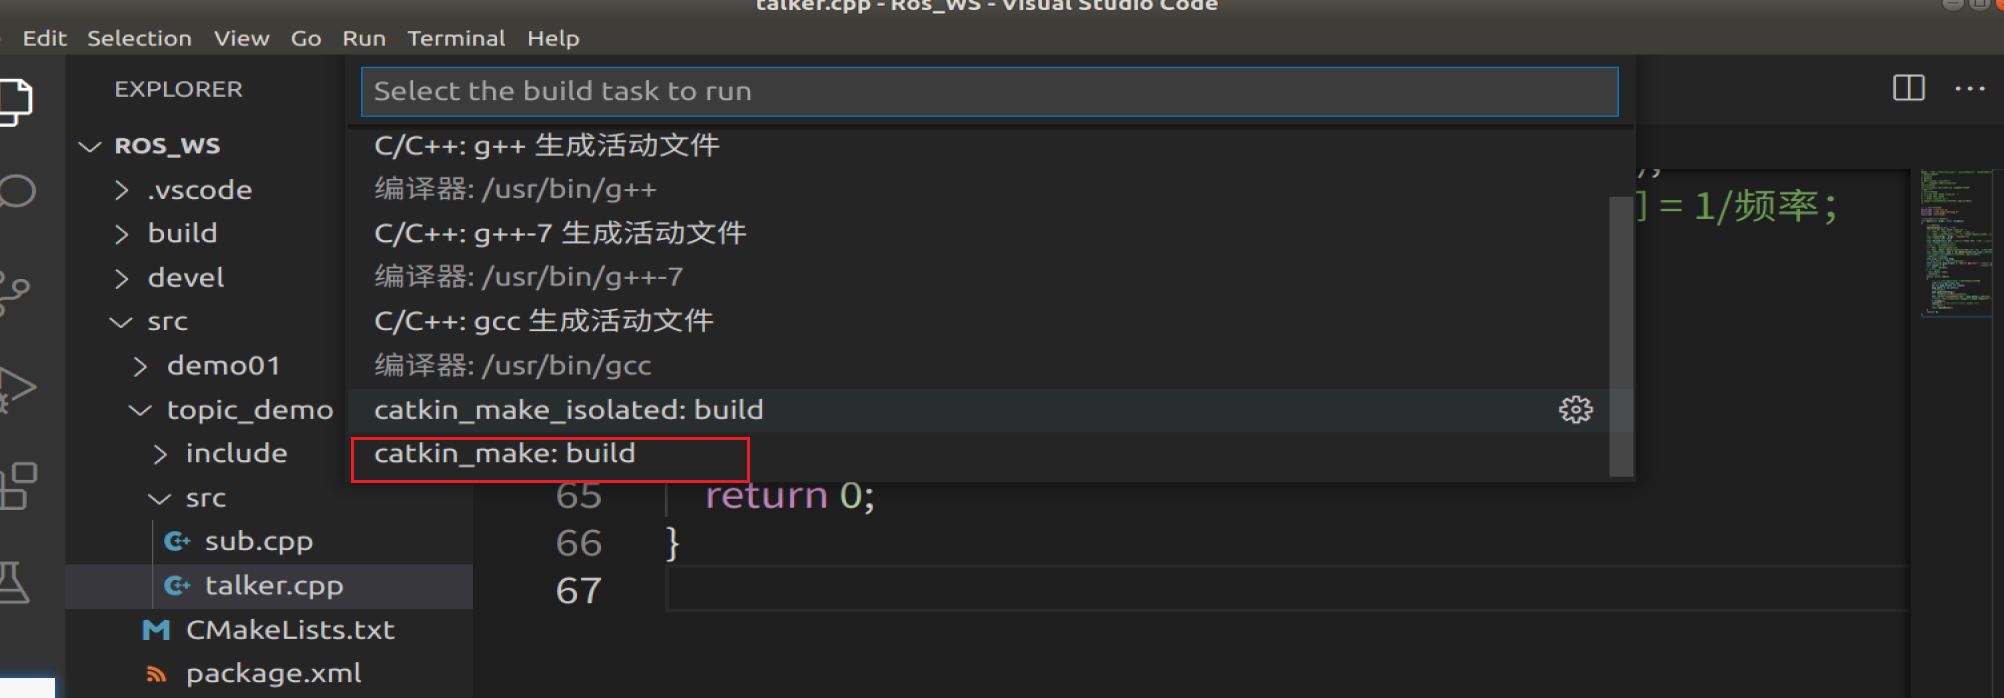 talker.cpp - Ros_WS - Visual Studio Code
Edit Selection View Go Run Terminal Help
EXPLORER
ROS_WS
.vscode
build
devel
src
demo01
topic_demo
include
src
sub.cpp
talker.cpp
CMakeLists.txt
package.xml
Select the build task to run
C/C++: g++ 生成活动文件
编译器: /usr/bin/g++
C/C++: g++-7 生成活动文件
编译器: /usr/bin/g++-7
C/C++: gcc 生成活动文件
编译器: /usr/bin/gcc
catkin_make_isolated: build
catkin_make: build
] = 1/频率；
65 return 0;
66 }
67